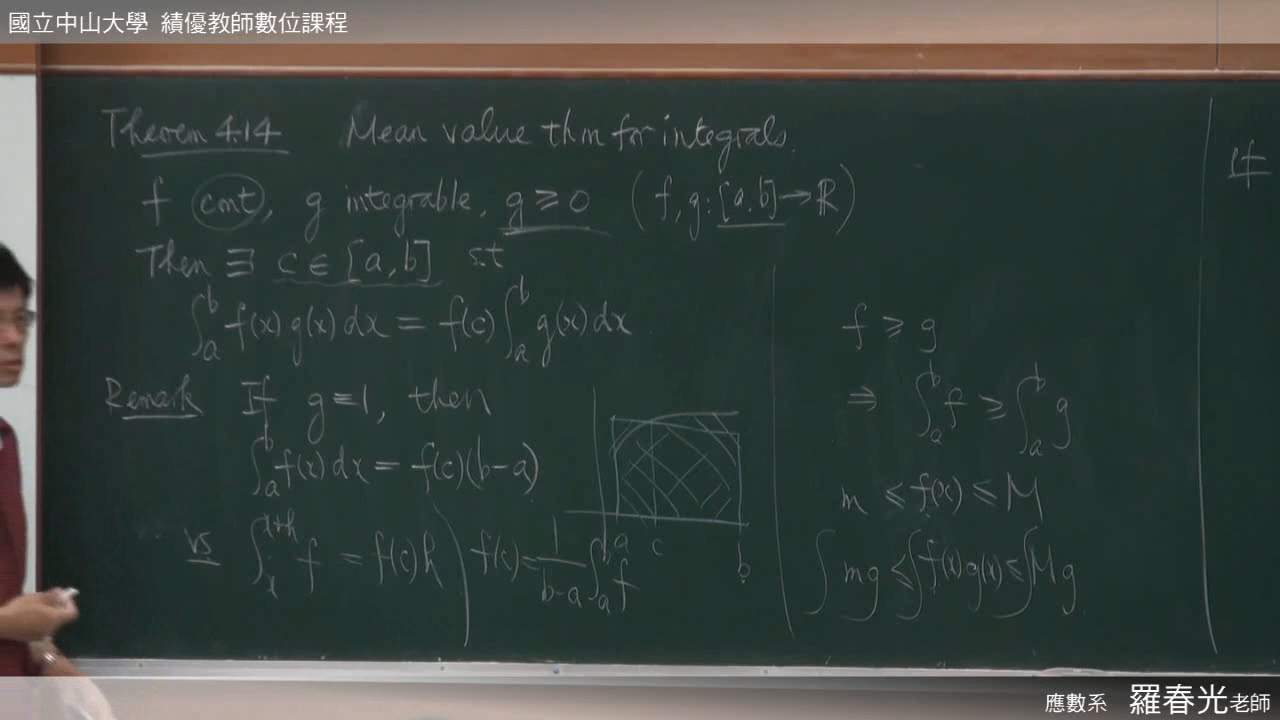 國立中山大學 績優教師數位課程
Theorem 4.14 Mean value thm for integrals.
f cont, g integrable, g ≥ 0 (f, g: [a, b] → ℝ)
Then ∃ c ∈ [a, b] st
∫_a^b f(x) g(x) dx = f(c) ∫_a^b g(x) dx
Remark If g ≡ 1, then
∫_a^b f(x) dx = f(c)(b-a)
vs ∫_x^{x+h} f = f(c) h
f(c) = 1/(b-a) ∫_a^b f
a c b
f ≥ g
⇒ ∫_a^b f ≥ ∫_a^b g
m ≤ f(x) ≤ M
∫ mg ≤ ∫ f(x) g(x) ≤ ∫ Mg
應數系 羅春光老師